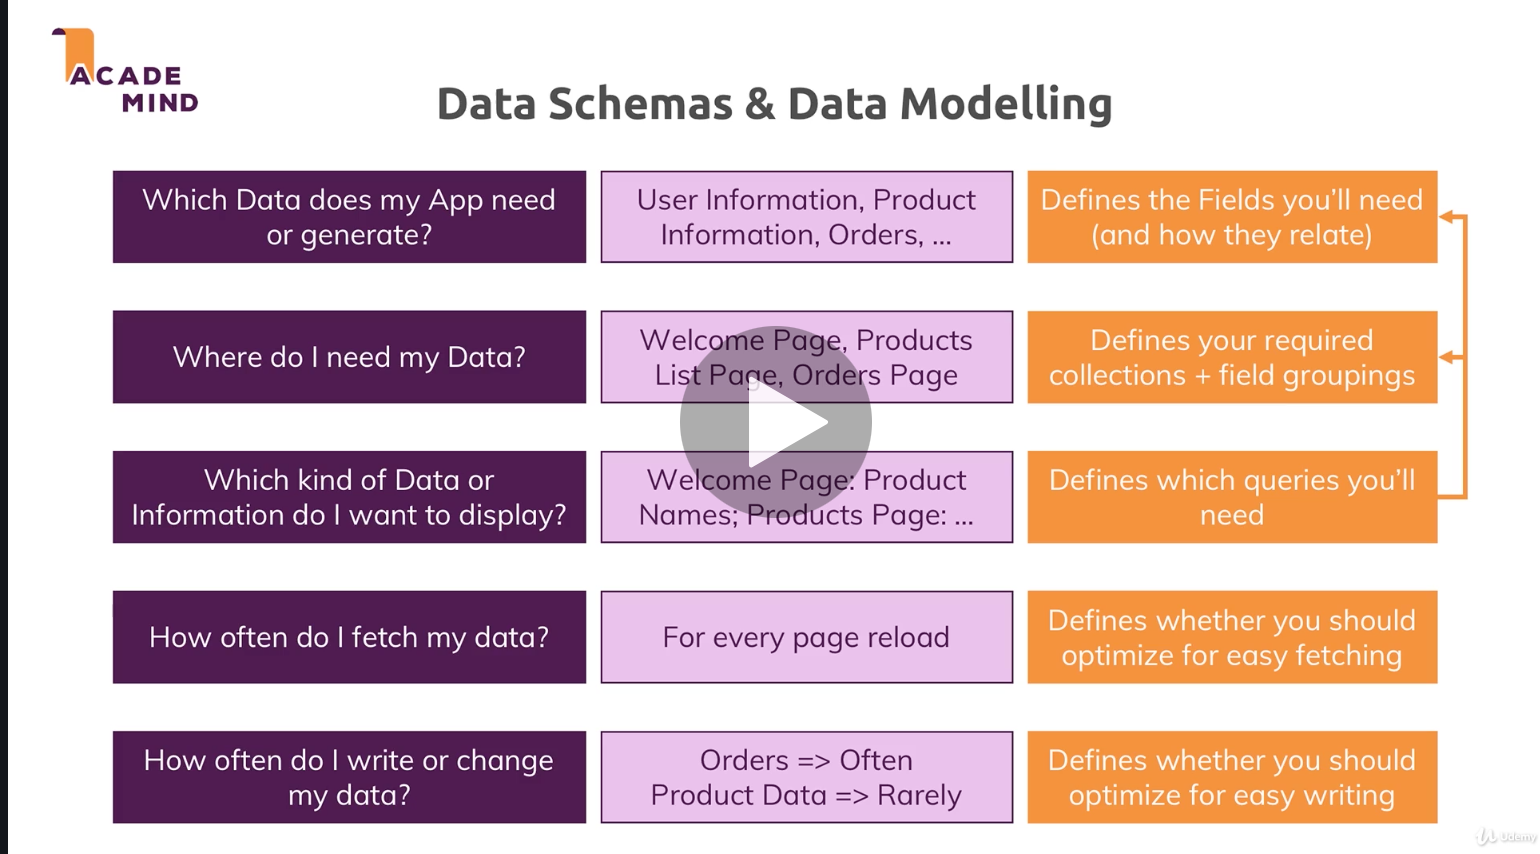 ACADE
MIND
Data Schemas & Data Modelling
Which Data does my App need
or generate?
User Information, Product
Information, Orders, ...
Defines the Fields you'll need
(and how they relate)
Where do I need my Data?
Welcome Page, Products
List Page, Orders Page
Defines your required
collections + field groupings
Which kind of Data or
Information do I want to display?
Welcome Page: Product
Names; Products Page: ...
Defines which queries you'll
need
How often do I fetch my data?
For every page reload
Defines whether you should
optimize for easy fetching
How often do I write or change
my data?
Orders => Often
Product Data => Rarely
Defines whether you should
optimize for easy writing
Udemy